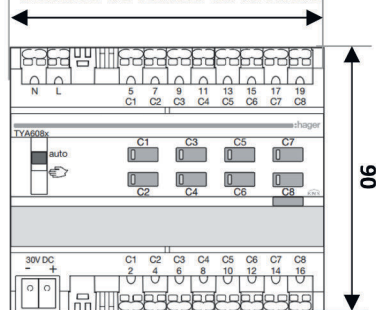 N L 5 7 9 11 13 15 17 19
C1 C2 C3 C4 C5 C6 C7 C8
:hager
TYA608x
auto
C1 C3 C5 C7
C2 C4 C6 C8
90
30V DC C1 C2 C3 C4 C5 C6 C7 C8
- + 2 4 6 8 10 12 14 16